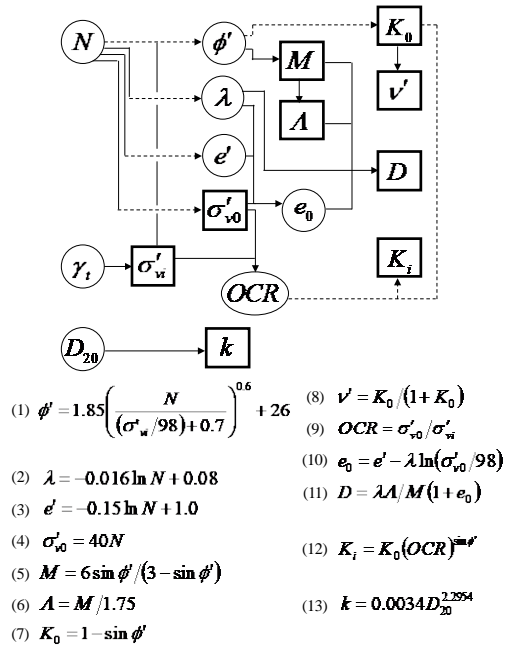 N
ϕ′
K₀
M
λ
Λ
ν′
e′
D
σ′ᵥ₀
e₀
γₜ
σ′ᵥᵢ
Kᵢ
OCR
D₂₀
k
(1) ϕ′ = 1.85(N / ((σ′ᵥᵢ/98)+0.7))^0.6 + 26
(2) λ = −0.016 ln N + 0.08
(3) e′ = −0.15 ln N + 1.0
(4) σ′ᵥ₀ = 40N
(5) M = 6 sin ϕ′/(3 − sin ϕ′)
(6) Λ = M/1.75
(7) K₀ = 1 − sin ϕ′
(8) ν′ = K₀/(1 + K₀)
(9) OCR = σ′ᵥ₀/σ′ᵥᵢ
(10) e₀ = e′ − λ ln(σ′ᵥ₀/98)
(11) D = λΛ/M(1 + e₀)
(12) Kᵢ = K₀(OCR)^sin ϕ′
(13) k = 0.0034D₂₀^2.2954